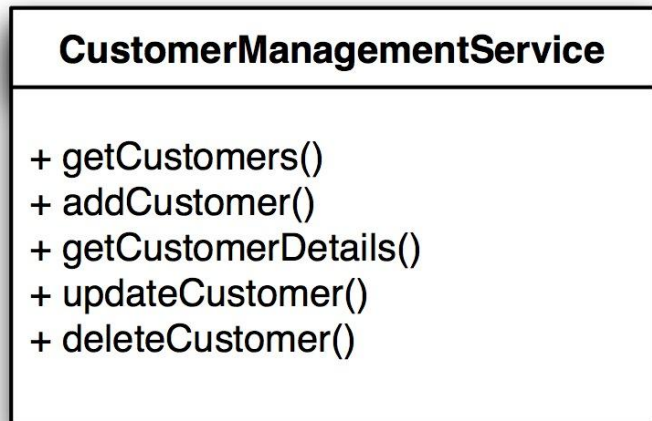 CustomerManagementService
+ getCustomers()
+ addCustomer()
+ getCustomerDetails()
+ updateCustomer()
+ deleteCustomer()